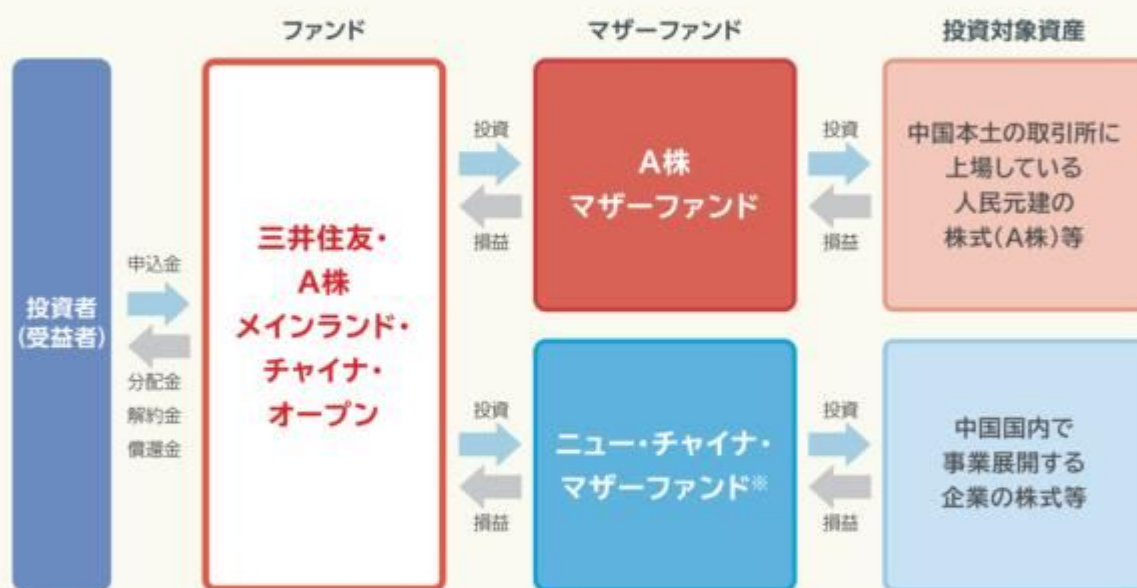 ファンド
マザーファンド
投資対象資産
投資者
(受益者)
申込金
分配金
解約金
償還金
三井住友・
A株
メインランド・
チャイナ・
オープン
投資
損益
A株
マザーファンド
投資
損益
中国本土の取引所に
上場している
人民元建の
株式(A株)等
投資
損益
ニュー・チャイナ・
マザーファンド※
投資
損益
中国国内で
事業展開する
企業の株式等